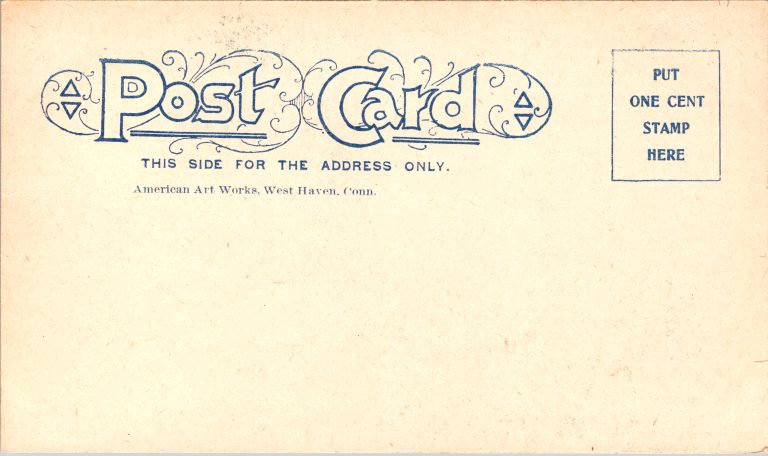 Post Card
THIS SIDE FOR THE ADDRESS ONLY.
American Art Works, West Haven, Conn.
PUT
ONE CENT
STAMP
HERE